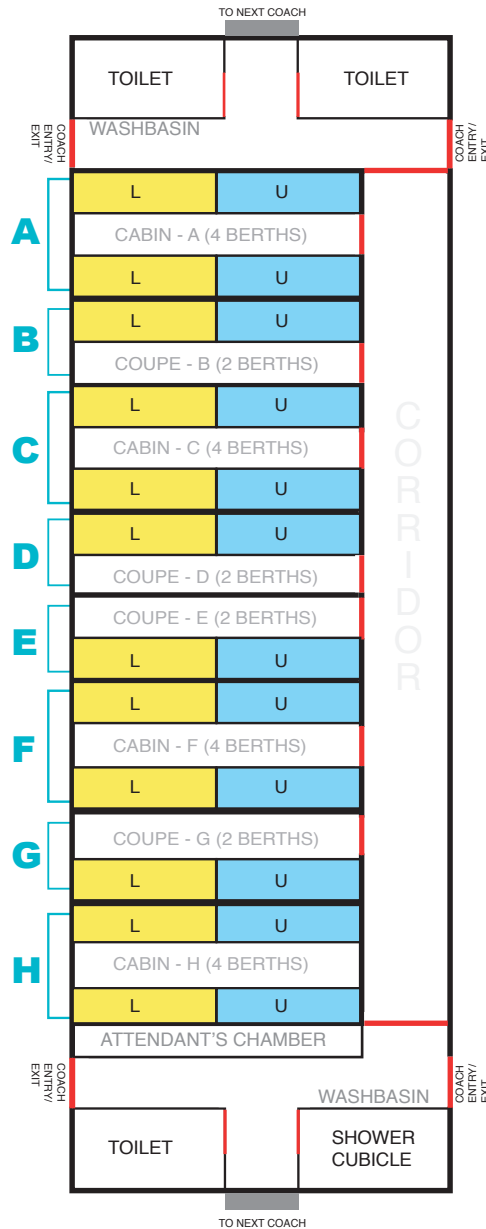 TO NEXT COACH
TOILET TOILET
WASHBASIN
COACH
ENTRY/
EXIT
COACH
ENTRY/
EXIT
A
L U
CABIN - A (4 BERTHS)
L U
B
L U
COUPE - B (2 BERTHS)
C
L U
CABIN - C (4 BERTHS)
L U
D
L U
COUPE - D (2 BERTHS)
E
COUPE - E (2 BERTHS)
L U
F
L U
CABIN - F (4 BERTHS)
L U
G
COUPE - G (2 BERTHS)
L U
H
L U
CABIN - H (4 BERTHS)
L U
CORRIDOR
ATTENDANT'S CHAMBER
COACH
ENTRY/
EXIT
COACH
ENTRY/
EXIT
WASHBASIN
TOILET
SHOWER
CUBICLE
TO NEXT COACH